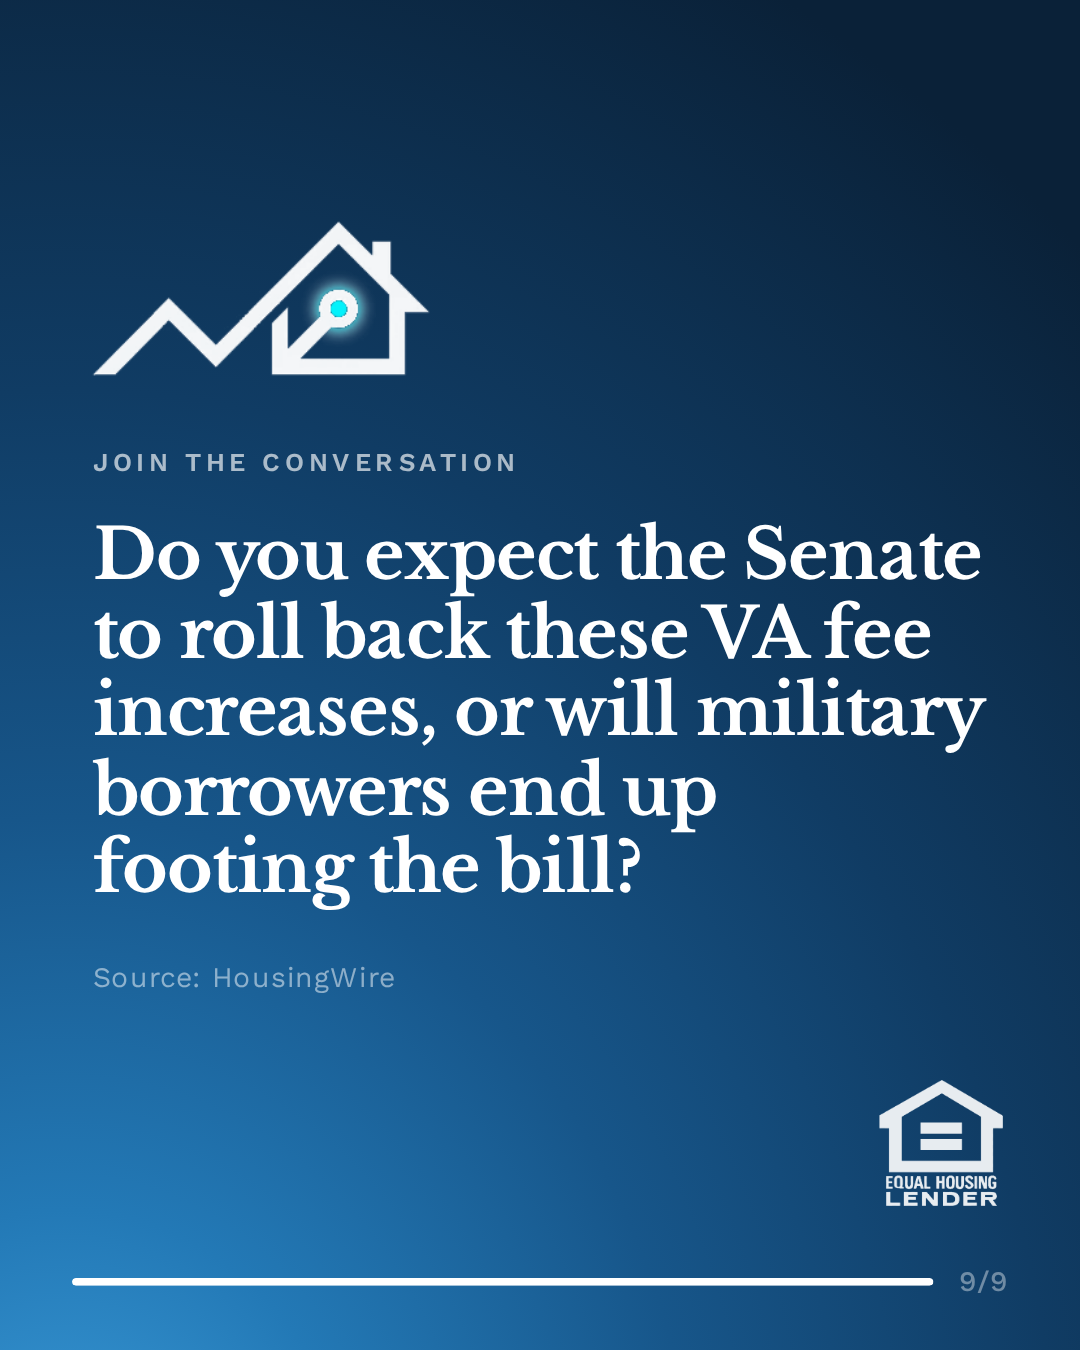 JOIN THE CONVERSATION
Do you expect the Senate
to roll back these VA fee
increases, or will military
borrowers end up
footing the bill?
Source: HousingWire
EQUAL HOUSING
LENDER
9/9